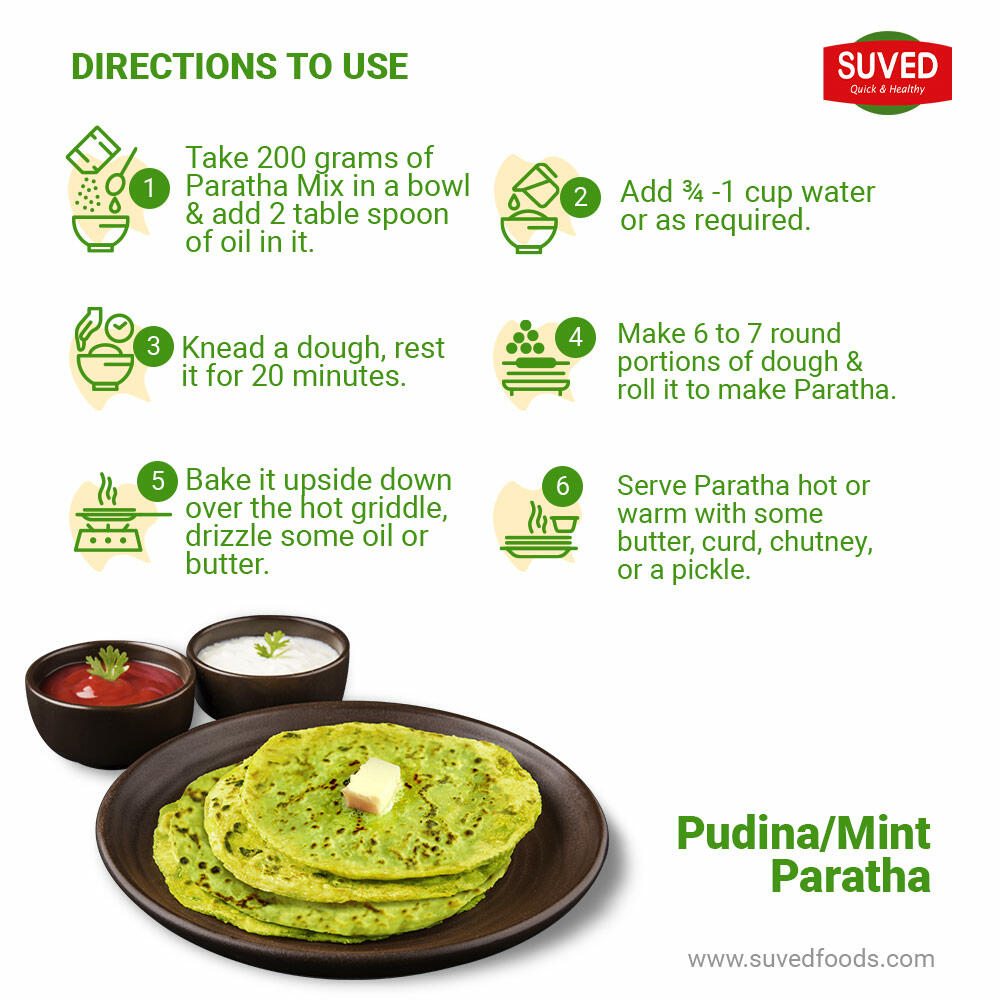 DIRECTIONS TO USE
SUVED
Quick & Healthy
1
Take 200 grams of
Paratha Mix in a bowl
& add 2 table spoon
of oil in it.
2
Add ¾ -1 cup water
or as required.
3
Knead a dough, rest
it for 20 minutes.
4
Make 6 to 7 round
portions of dough &
roll it to make Paratha.
5
Bake it upside down
over the hot griddle,
drizzle some oil or
butter.
6
Serve Paratha hot or
warm with some
butter, curd, chutney,
or a pickle.
Pudina/Mint
Paratha
www.suvedfoods.com